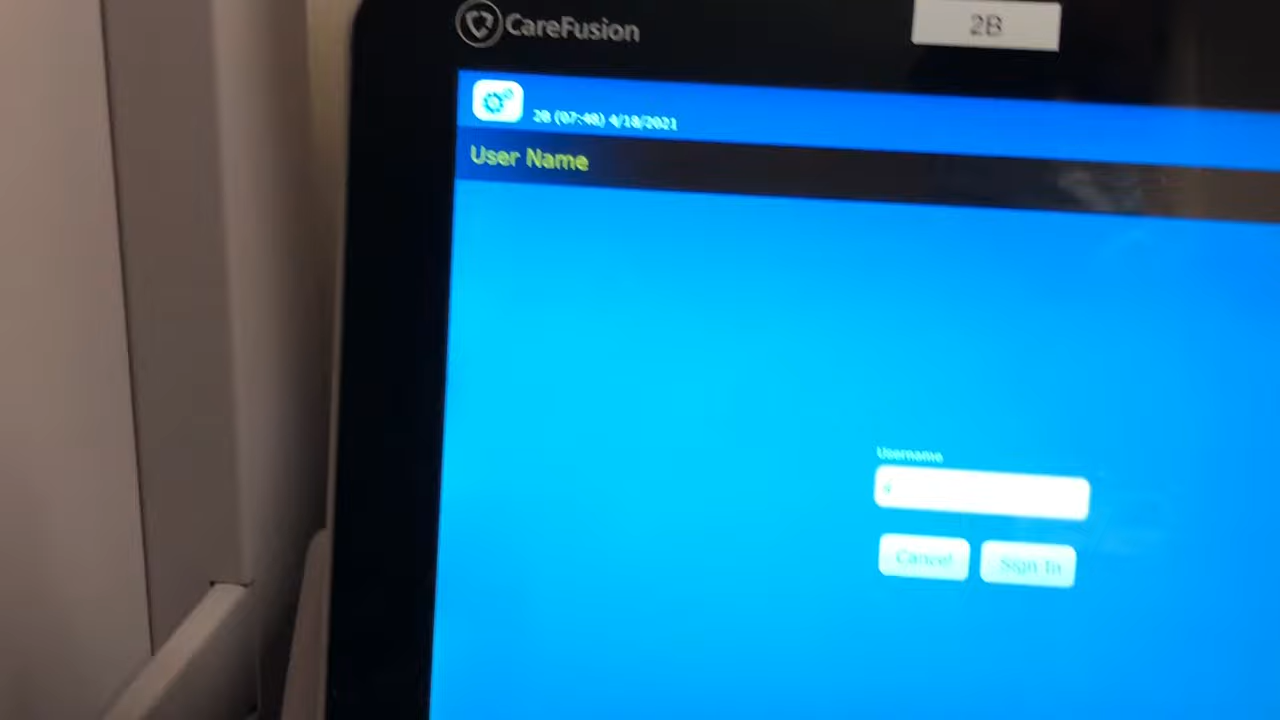 CareFusion
2B
2B (07:48) 4/18/2021
User Name
Username
Cancel
Sign In